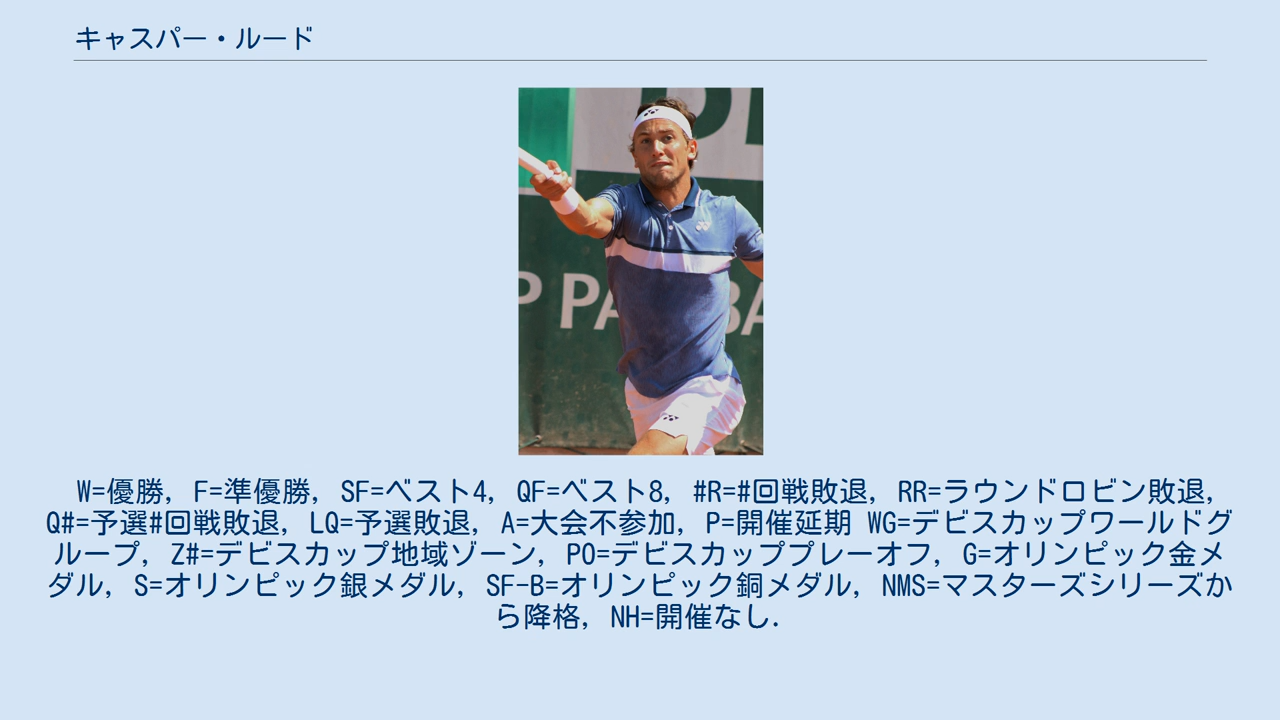 キャスパー・ルード
P PA
BA
W=優勝, F=準優勝, SF=ベスト4, QF=ベスト8, #R=#回戦敗退, RR=ラウンドロビン敗退,
Q#=予選#回戦敗退, LQ=予選敗退, A=大会不参加, P=開催延期 WG=デビスカップワールドグ
ループ, Z#=デビスカップ地域ゾーン, PO=デビスカッププレーオフ, G=オリンピック金メ
ダル, S=オリンピック銀メダル, SF-B=オリンピック銅メダル, NMS=マスターズシリーズか
ら降格, NH=開催なし.